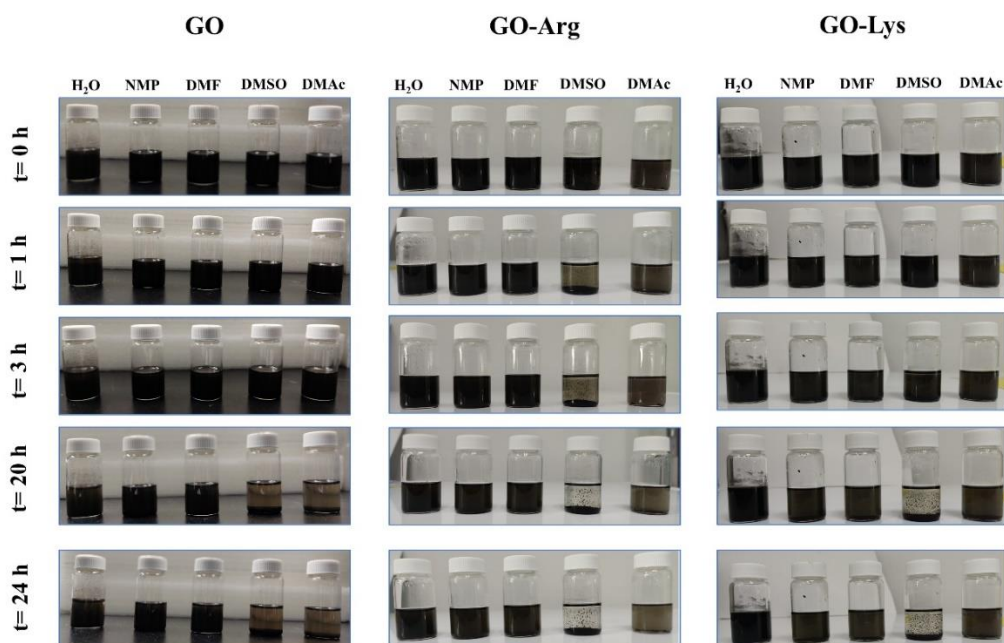 GO
GO-Arg
GO-Lys
H₂O NMP DMF DMSO DMAc
H₂O NMP DMF DMSO DMAc
H₂O NMP DMF DMSO DMAc
t= 0 h
t= 1 h
t= 3 h
t= 20 h
t= 24 h